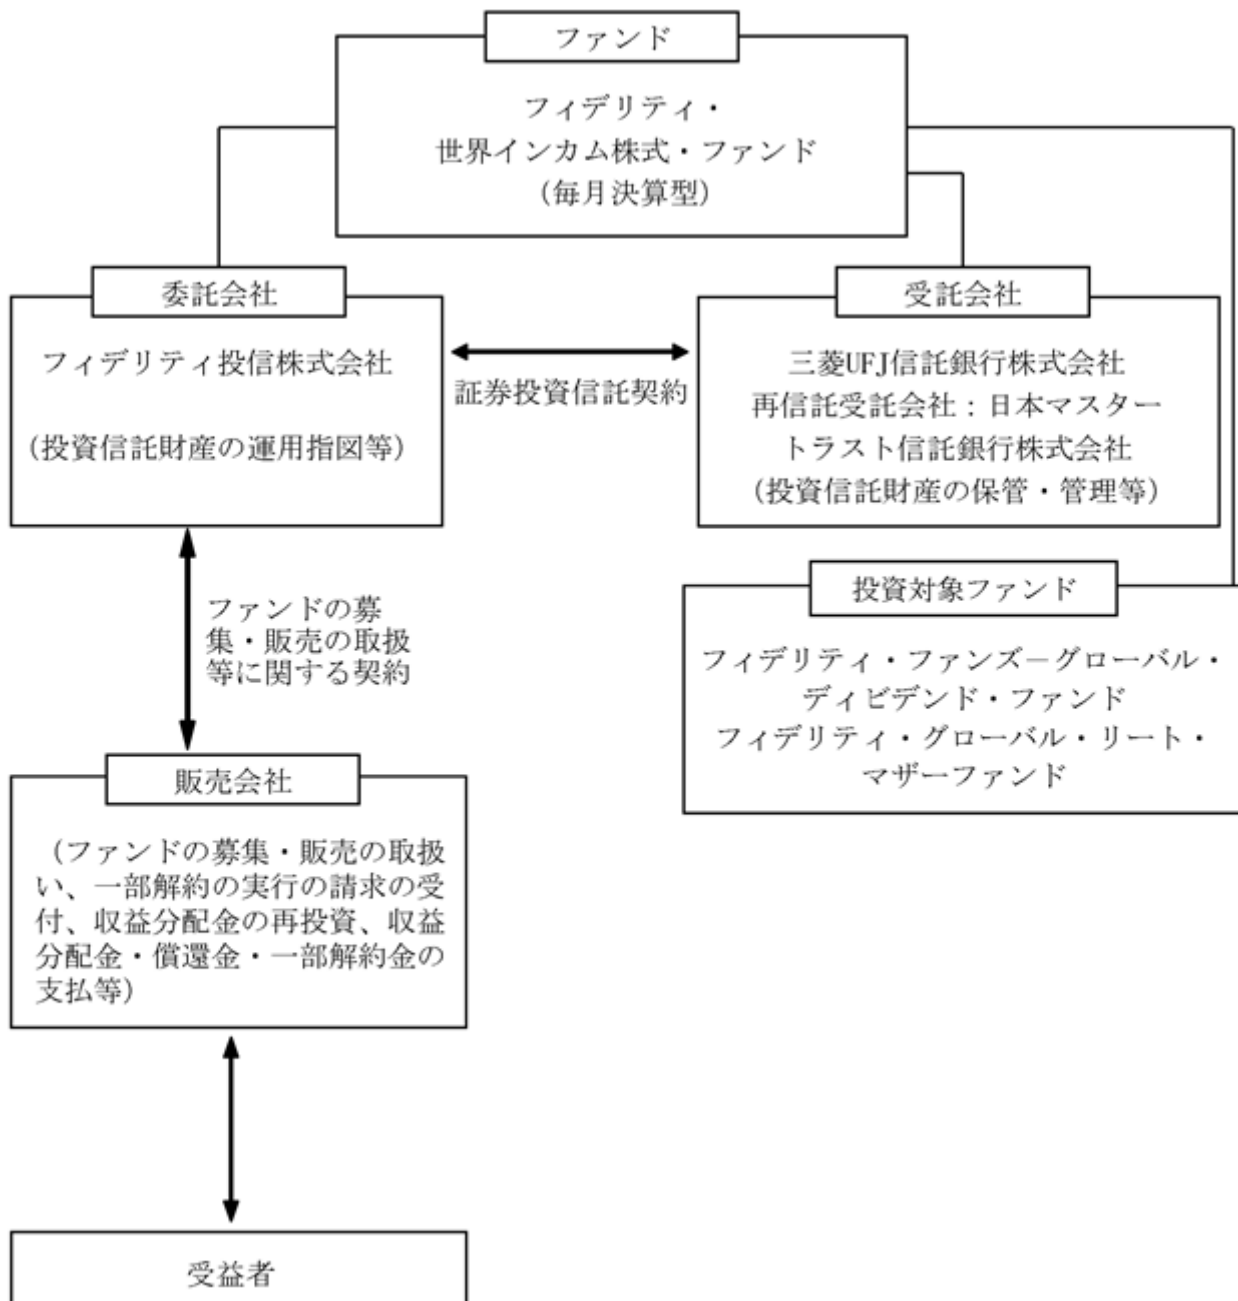 ファンド
フィデリティ・
世界インカム株式・ファンド
(毎月決算型)
委託会社
フィデリティ投信株式会社
(投資信託財産の運用指図等)
証券投資信託契約
受託会社
三菱UFJ信託銀行株式会社
再信託受託会社：日本マスター
トラスト信託銀行株式会社
(投資信託財産の保管・管理等)
投資対象ファンド
フィデリティ・ファンズ－グローバル・
ディビデンド・ファンド
フィデリティ・グローバル・リート・
マザーファンド
ファンドの募
集・販売の取扱
等に関する契約
販売会社
(ファンドの募集・販売の取扱
い、一部解約の実行の請求の受
付、収益分配金の再投資、収益
分配金・償還金・一部解約金の
支払等)
受益者